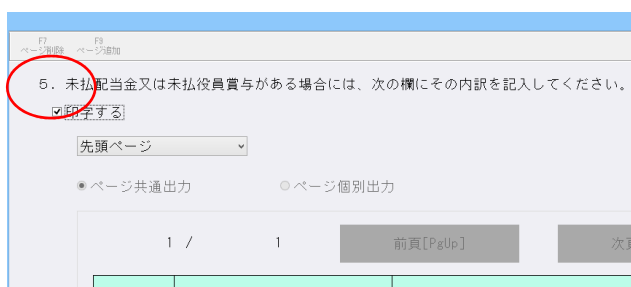 F7 F9
ページ削除 ページ追加
5. 未払配当金又は未払役員賞与がある場合には、次の欄にその内訳を記入してください。
印字する
先頭ページ
ページ共通出力 ページ個別出力
1 / 1 前頁[PgUp] 次頁